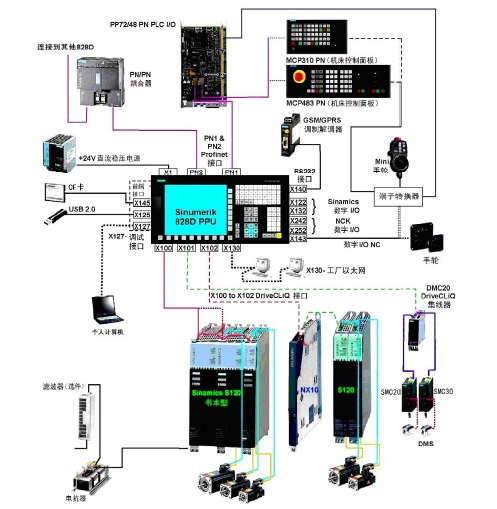 PP72/48 PN PLC I/O
连接到其他828D
PN/PN
耦合器
MCP310 PN (机床控制面板)
MCP483 PN (机床控制面板)
GSM/GPRS
调制解调器
PN1 &
PN2
Profinet
接口
+24V直流稳压电源
RS232
接口
Mini
手轮
X1
PN2
PN1
X140
CF卡
前端
接口
X145
USB 2.0
X125
X127
X127-
调试
接口
Sinumerik
828D PPU
X122
X132
X242
X252
X143
Sinamics
数字 I/O
NCK
数字 I/O
数字I/O NC
端子转换器
手轮
X100
X101
X102
X130
X130-工厂以太网
X100 to X102 DriveCLiQ 接口
DMC20
DriveCLiQ
集线器
个人计算机
滤波器(选件)
Sinamics S120
书本型
NX10
S120
SMC20
SMC30
DMS
电抗器